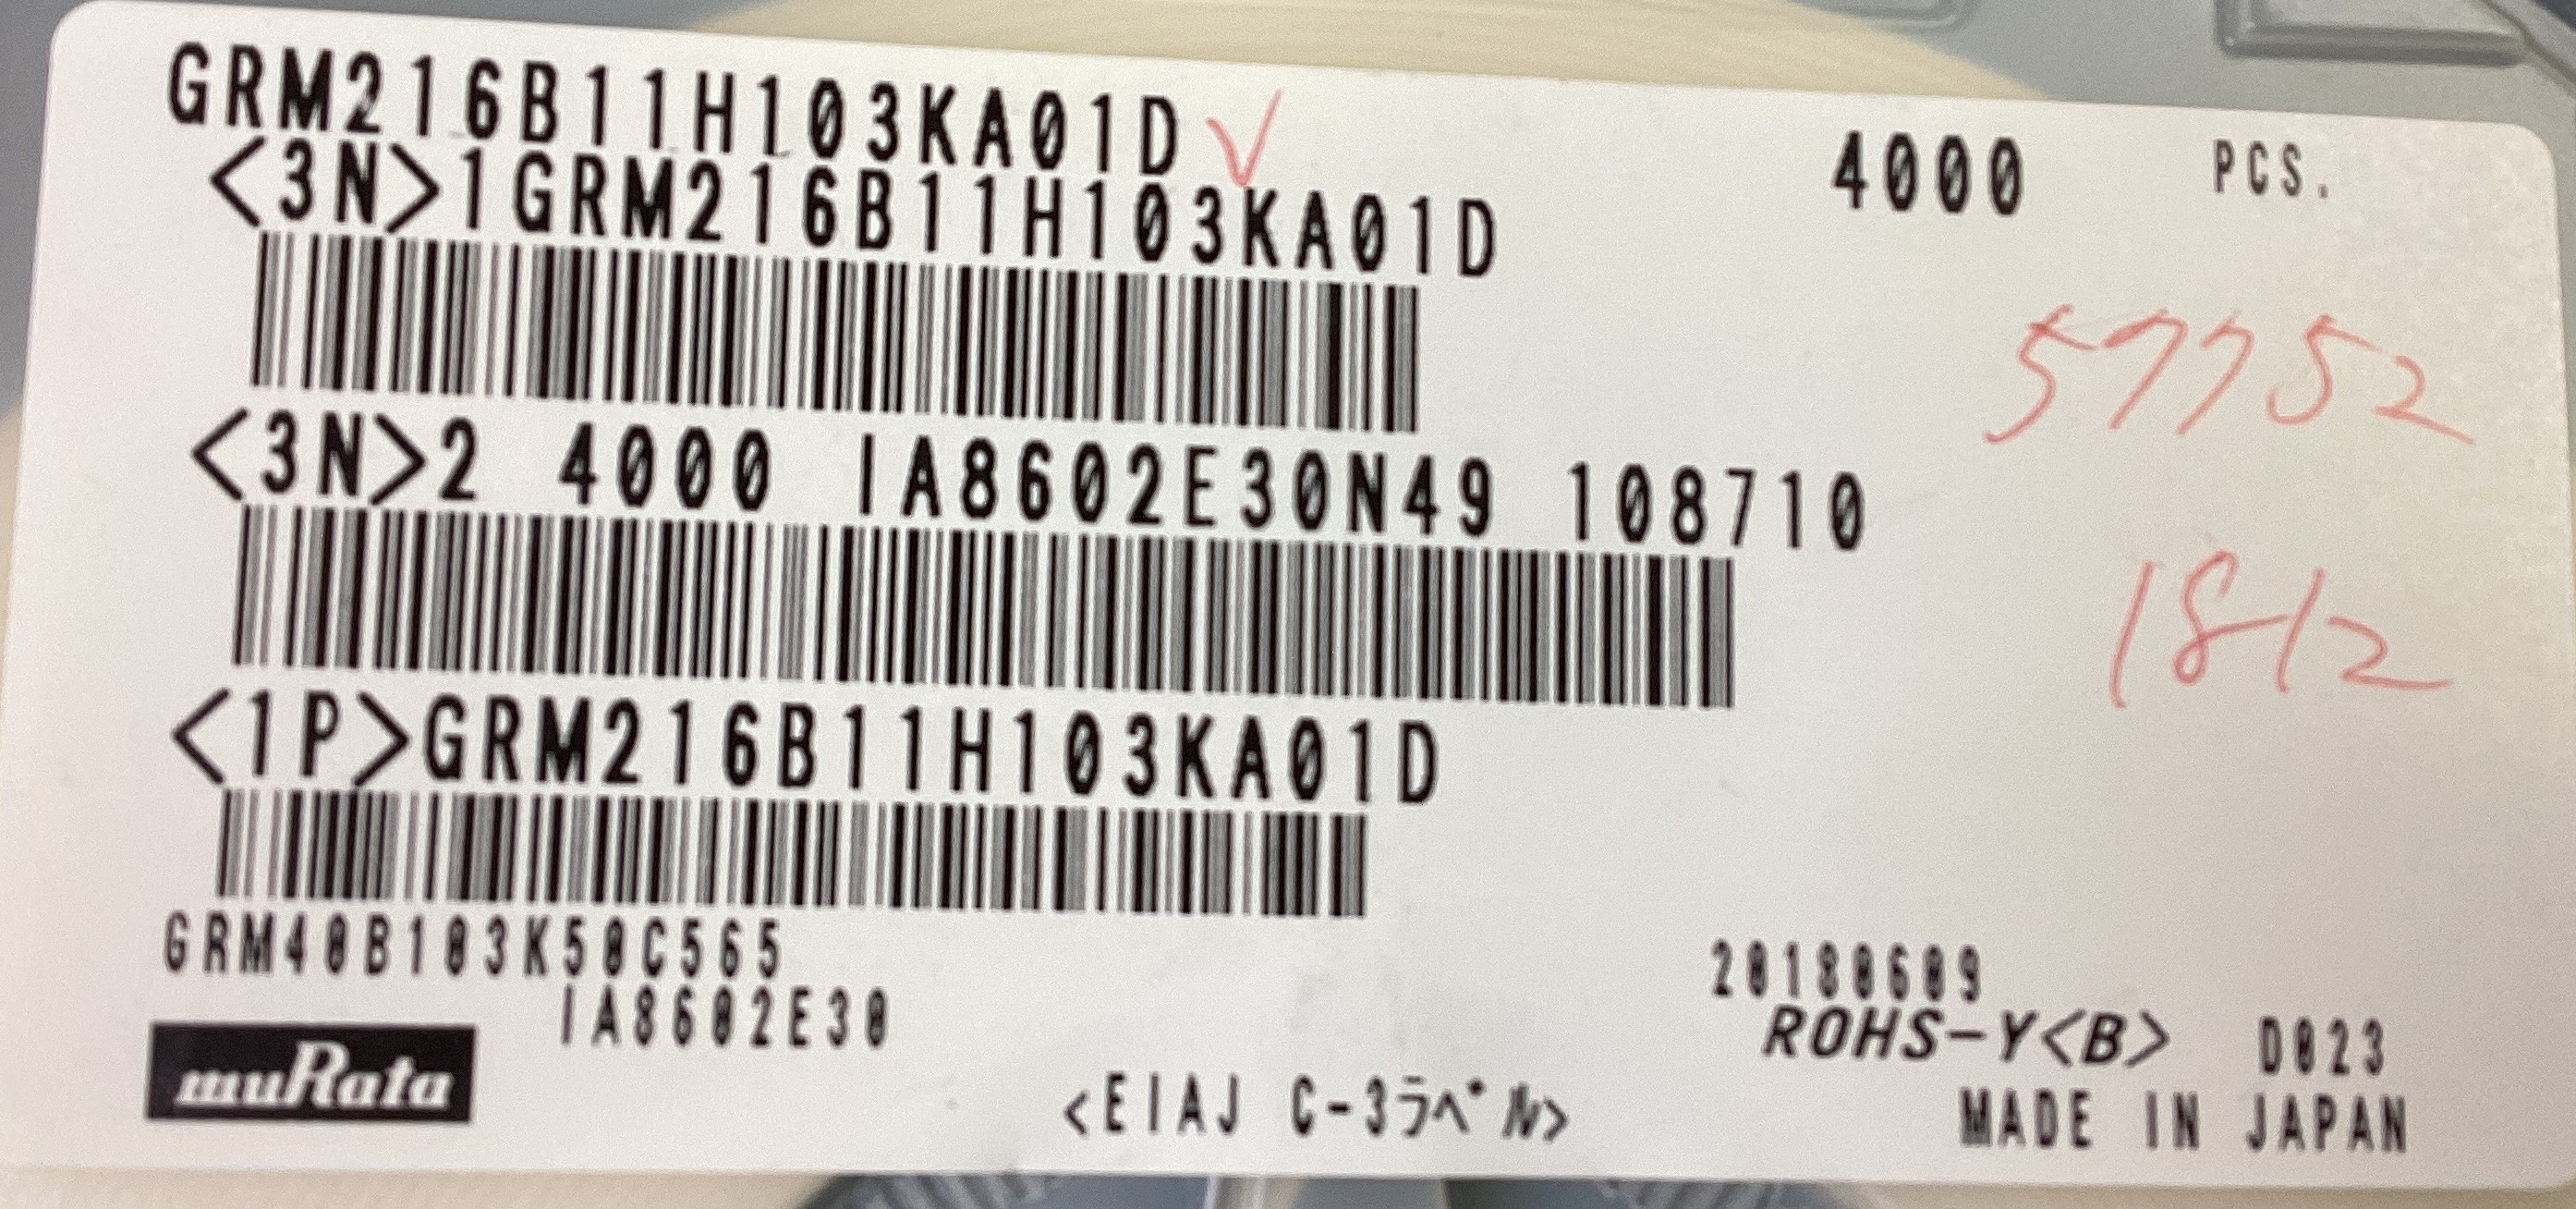 GRM216B11H103KA01D ✓
4000 PCS.
<3N>1GRM216B11H103KA01D
57752
<3N>2 4000 IA8602E30N49 108710
1812
<1P>GRM216B11H103KA01D
GRM40B103K50C565
20180609
IA8602E30
ROHS-Y<B> D023
muRata
<EIAJ C-3ラベル>
MADE IN JAPAN